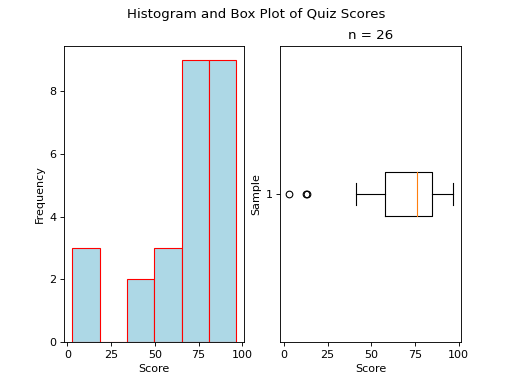 Histogram and Box Plot of Quiz Scores
n = 26
Frequency
0
2
4
6
8
0 25 50 75 100
Score
Sample
1
0 25 50 75 100
Score